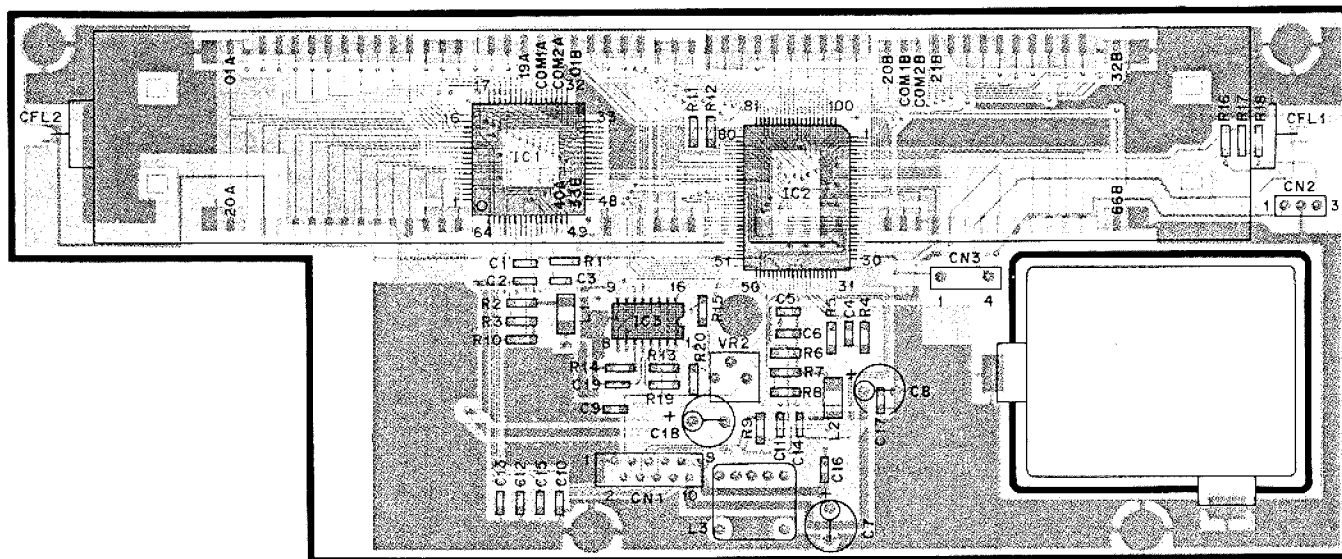 01A
19A
COM1A
COM2A
01B
20B
COM1B
COM2B
21B
32B
17
32
R11
R12
81
100
R16
R17
R18
CFL2
16
33
80
1
CFL1
IC1
IC2
CN2
1
3
20A
1
40A
33B
48
66B
64
49
51
30
C1
R1
C2
C3
9
16
50
31
CN3
1
4
R2
R3
R10
IC3
R15
C5
C6
R5
C4
R4
8
1
R13
R20
VR2
R6
R14
R7
C19
R8
R19
C8
C9
C18
R9
C11
C14
L2
C17
1
9
C13
C12
C15
C10
2
CN1
10
C16
L3
C7